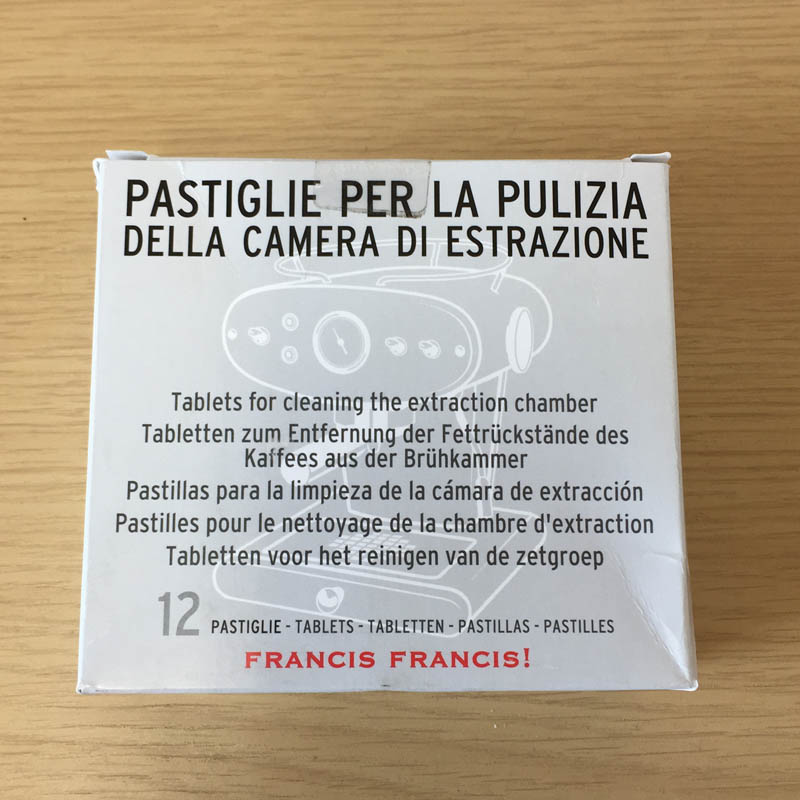 PASTIGLIE PER LA PULIZIA
DELLA CAMERA DI ESTRAZIONE
Tablets for cleaning the extraction chamber
Tabletten zum Entfernung der Fettrückstände des
Kaffees aus der Brühkammer
Pastillas para la limpieza de la cámara de extracción
Pastilles pour le nettoyage de la chambre d'extraction
Tabletten voor het reinigen van de zetgroep
12 PASTIGLIE - TABLETS - TABLETTEN - PASTILLAS - PASTILLES
FRANCIS FRANCIS!